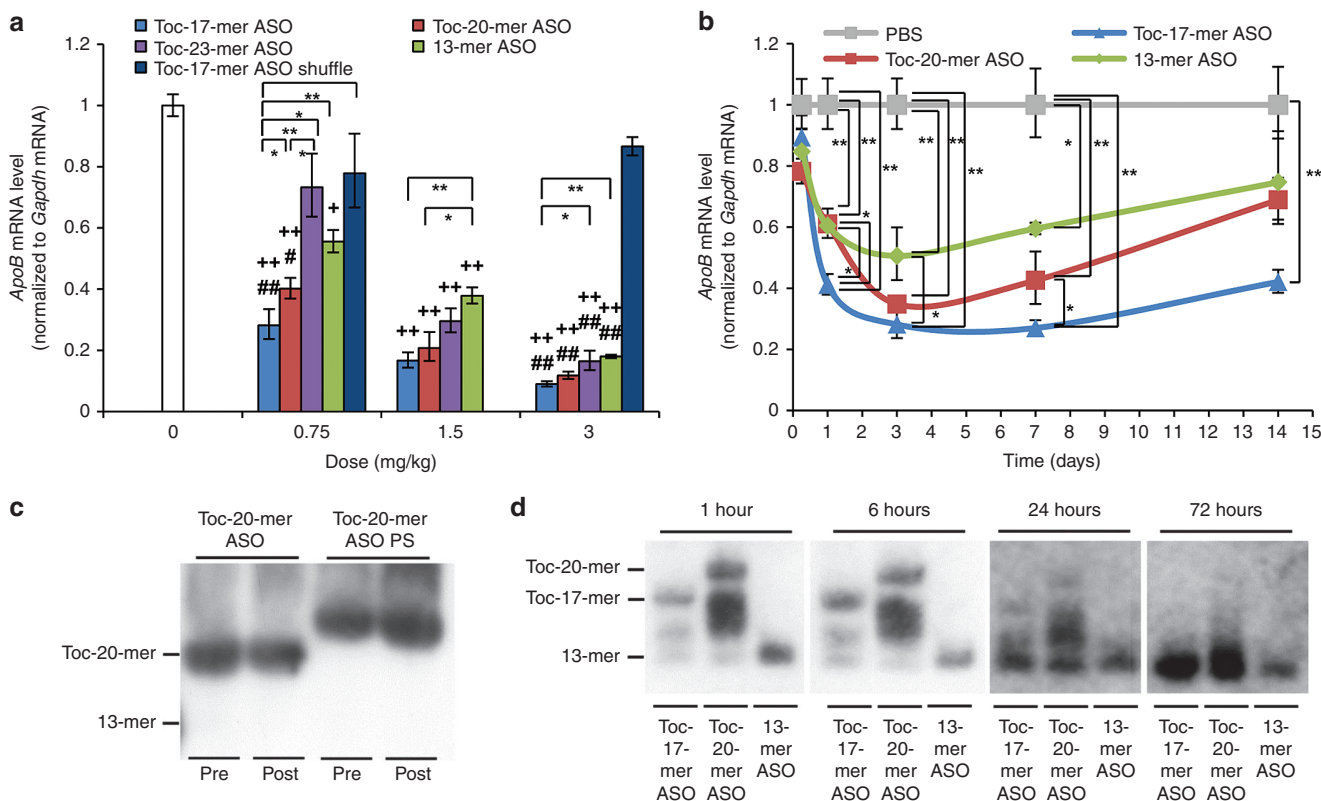 a
Toc-17-mer ASO
Toc-20-mer ASO
Toc-23-mer ASO
13-mer ASO
Toc-17-mer ASO shuffle
ApoB mRNA level
(normalized to Gapdh mRNA)
1.2
1
0.8
0.6
0.4
0.2
0
**
**
*
**
* *
++
##
++
#
+
**
*
++ ++ ++ ++
**
*
++
##
++
##
++
##
++
##
0 0.75 1.5 3
Dose (mg/kg)
b
PBS
Toc-17-mer ASO
Toc-20-mer ASO
13-mer ASO
ApoB mRNA level
(normalized to Gapdh mRNA)
1.2
1
0.8
0.6
0.4
0.2
0
** ** ** ** ** ** * ** ** **
* * * *
0 1 2 3 4 5 6 7 8 9 10 11 12 13 14 15
Time (days)
c
Toc-20-mer
ASO
Toc-20-mer
ASO PS
Toc-20-mer
13-mer
Pre Post Pre Post
d
1 hour 6 hours 24 hours 72 hours
Toc-20-mer
Toc-17-mer
13-mer
Toc- Toc- 13- Toc- Toc- 13- Toc- Toc- 13- Toc- Toc- 13-
17- 20- mer 17- 20- mer 17- 20- mer 17- 20- mer
mer mer ASO mer mer ASO mer mer ASO mer mer ASO
ASO ASO ASO ASO ASO ASO ASO ASO